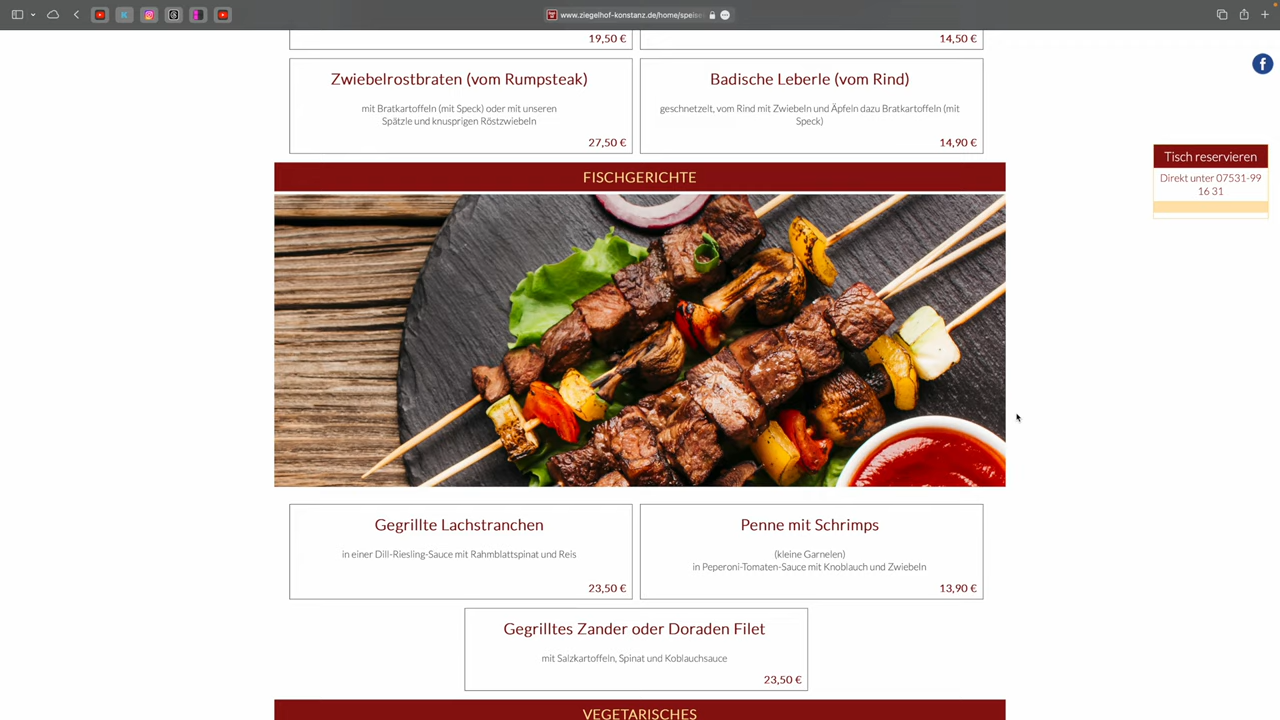 www.ziegelhof-konstanz.de/home/speise
19,50 €
14,50 €
Zwiebelrostbraten (vom Rumpsteak)
mit Bratkartoffeln (mit Speck) oder mit unseren
Spätzle und knusprigen Röstzwiebeln
27,50 €
Badische Leberle (vom Rind)
geschnetzelt, vom Rind mit Zwiebeln und Äpfeln dazu Bratkartoffeln (mit
Speck)
14,90 €
Tisch reservieren
Direkt unter 07531-99
16 31
FISCHGERICHTE
Gegrillte Lachstranchen
in einer Dill-Riesling-Sauce mit Rahmblattspinat und Reis
23,50 €
Penne mit Schrimps
(kleine Garnelen)
in Peperoni-Tomaten-Sauce mit Knoblauch und Zwiebeln
13,90 €
Gegrilltes Zander oder Doraden Filet
mit Salzkartoffeln, Spinat und Koblauchsauce
23,50 €
VEGETARISCHES